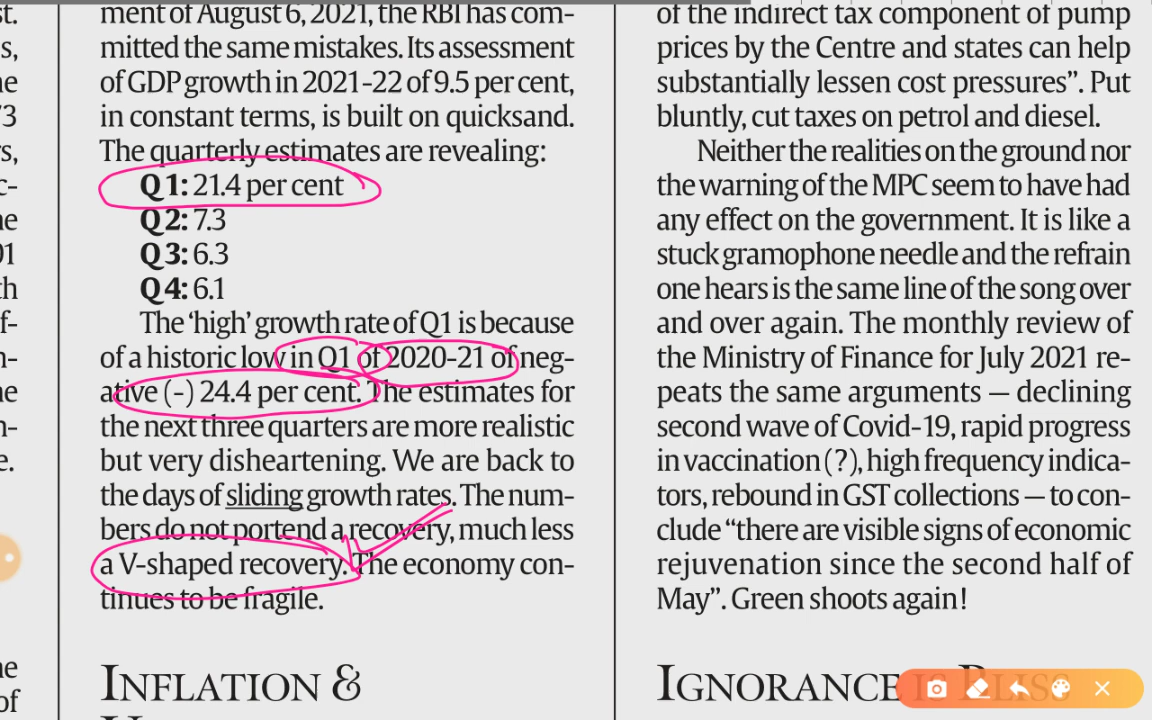 st.
s,
ne
73
rs,
c-
ne
01
th
f-
n-
ne
n-
e.
ne
of
ment of August 6, 2021, the RBI has com-
mitted the same mistakes. Its assessment
of GDP growth in 2021-22 of 9.5 per cent,
in constant terms, is built on quicksand.
The quarterly estimates are revealing:
Q1: 21.4 per cent
Q2: 7.3
Q3: 6.3
Q4: 6.1
The ‘high’ growth rate of Q1 is because
of a historic low in Q1 of 2020-21 of neg-
ative (-) 24.4 per cent. The estimates for
the next three quarters are more realistic
but very disheartening. We are back to
the days of sliding growth rates. The num-
bers do not portend a recovery, much less
a V-shaped recovery. The economy con-
tinues to be fragile.
INFLATION &
of the indirect tax component of pump
prices by the Centre and states can help
substantially lessen cost pressures”. Put
bluntly, cut taxes on petrol and diesel.
Neither the realities on the ground nor
the warning of the MPC seem to have had
any effect on the government. It is like a
stuck gramophone needle and the refrain
one hears is the same line of the song over
and over again. The monthly review of
the Ministry of Finance for July 2021 re-
peats the same arguments — declining
second wave of Covid-19, rapid progress
in vaccination (?), high frequency indica-
tors, rebound in GST collections — to con-
clude “there are visible signs of economic
rejuvenation since the second half of
May”. Green shoots again!
IGNORANCE IS BLISS